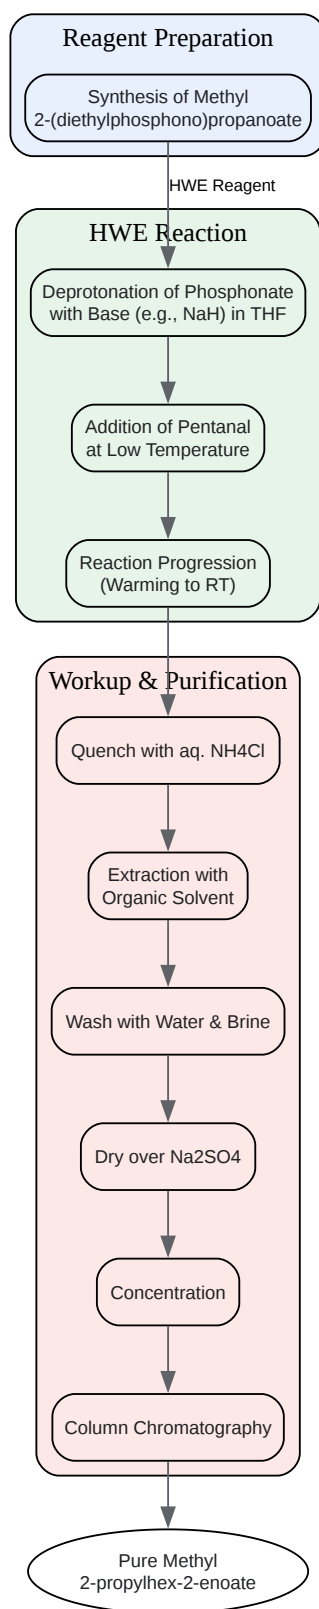 Reagent Preparation
Synthesis of Methyl
2-(diethylphosphono)propanoate
HWE Reagent
HWE Reaction
Deprotonation of Phosphonate
with Base (e.g., NaH) in THF
Addition of Pentanal
at Low Temperature
Reaction Progression
(Warming to RT)
Workup & Purification
Quench with aq. NH4Cl
Extraction with
Organic Solvent
Wash with Water & Brine
Dry over Na2SO4
Concentration
Column Chromatography
Pure Methyl
2-propylhex-2-enoate